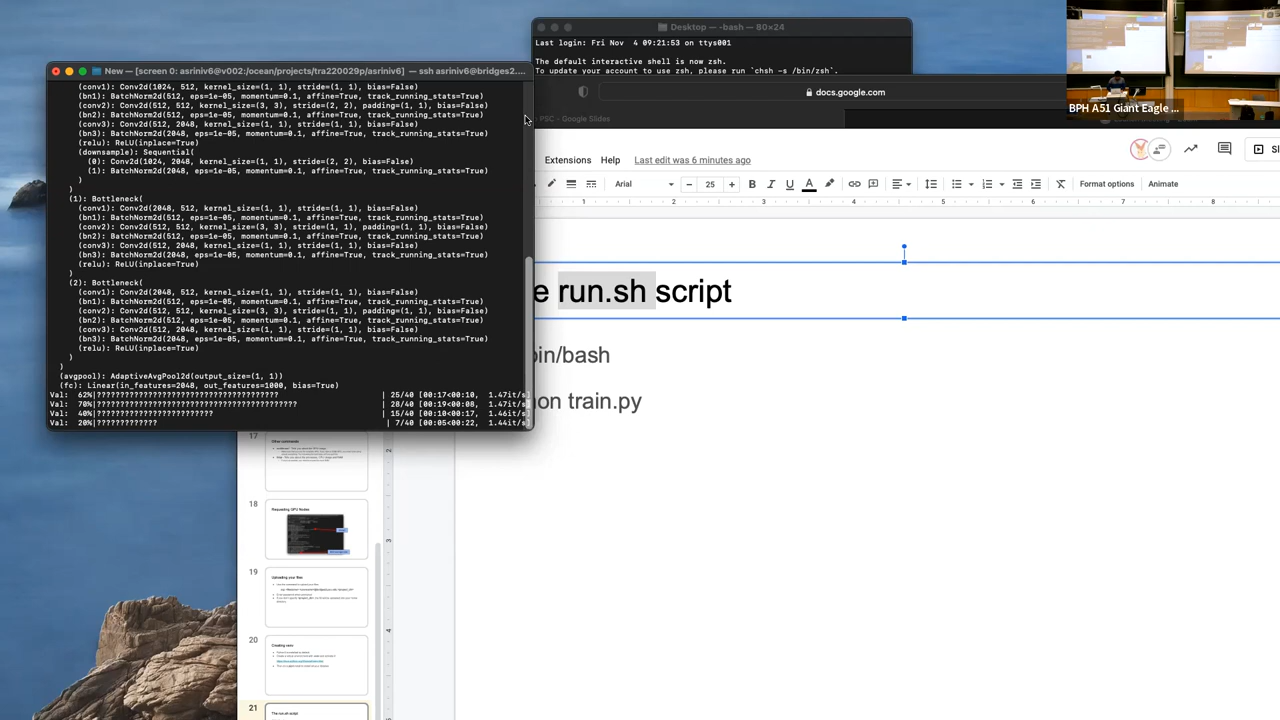 Desktop — -bash — 80×24
Last login: Fri Nov  4 09:21:53 on ttys001
The default interactive shell is now zsh.
To update your account to use zsh, please run `chsh -s /bin/zsh`.
New — [screen 0: asriniv6@v002:/ocean/projects/tra220029p/asriniv6] — ssh asriniv6@bridges2....
(conv1): Conv2d(1024, 512, kernel_size=(1, 1), stride=(1, 1), bias=False)
(bn1): BatchNorm2d(512, eps=1e-05, momentum=0.1, affine=True, track_running_stats=True)
(conv2): Conv2d(512, 512, kernel_size=(3, 3), stride=(2, 2), padding=(1, 1), bias=False)
(bn2): BatchNorm2d(512, eps=1e-05, momentum=0.1, affine=True, track_running_stats=True)
(conv3): Conv2d(512, 2048, kernel_size=(1, 1), stride=(1, 1), bias=False)
(bn3): BatchNorm2d(2048, eps=1e-05, momentum=0.1, affine=True, track_running_stats=True)
(relu): ReLU(inplace=True)
(downsample): Sequential(
(0): Conv2d(1024, 2048, kernel_size=(1, 1), stride=(2, 2), bias=False)
(1): BatchNorm2d(2048, eps=1e-05, momentum=0.1, affine=True, track_running_stats=True)
)
)
(1): Bottleneck(
(conv1): Conv2d(2048, 512, kernel_size=(1, 1), stride=(1, 1), bias=False)
(bn1): BatchNorm2d(512, eps=1e-05, momentum=0.1, affine=True, track_running_stats=True)
(conv2): Conv2d(512, 512, kernel_size=(3, 3), stride=(1, 1), padding=(1, 1), bias=False)
(bn2): BatchNorm2d(512, eps=1e-05, momentum=0.1, affine=True, track_running_stats=True)
(conv3): Conv2d(512, 2048, kernel_size=(1, 1), stride=(1, 1), bias=False)
(bn3): BatchNorm2d(2048, eps=1e-05, momentum=0.1, affine=True, track_running_stats=True)
(relu): ReLU(inplace=True)
)
(2): Bottleneck(
(conv1): Conv2d(2048, 512, kernel_size=(1, 1), stride=(1, 1), bias=False)
(bn1): BatchNorm2d(512, eps=1e-05, momentum=0.1, affine=True, track_running_stats=True)
(conv2): Conv2d(512, 512, kernel_size=(3, 3), stride=(1, 1), padding=(1, 1), bias=False)
(bn2): BatchNorm2d(512, eps=1e-05, momentum=0.1, affine=True, track_running_stats=True)
(conv3): Conv2d(512, 2048, kernel_size=(1, 1), stride=(1, 1), bias=False)
(bn3): BatchNorm2d(2048, eps=1e-05, momentum=0.1, affine=True, track_running_stats=True)
(relu): ReLU(inplace=True)
)
)
(avgpool): AdaptiveAvgPool2d(output_size=(1, 1))
(fc): Linear(in_features=2048, out_features=1000, bias=True)
Val:  62%|???????????????????????????????????????                       | 25/40 [00:17<00:10,  1.47it/s]
Val:  70%|???????????????????????????????????????????                   | 28/40 [00:19<00:08,  1.47it/s]
Val:  40%|?????????????????????????                                     | 15/40 [00:10<00:17,  1.46it/s]
Val:  20%|?????????????                                                 | 7/40 [00:05<00:22,  1.44it/s]
docs.google.com
PSC - Google Slides
BPH A51 Giant Eagle ...
Extensions Help Last edit was 6 minutes ago
Arial − 25 + B I U A Format options Animate
1 2 3 4 5 6 7 8
e run.sh script
bin/bash
on train.py
17
Other commands
18
Requesting GPU Nodes
19
Uploading your files
20
Creating venv
21
The run.sh script
2
3
4
5